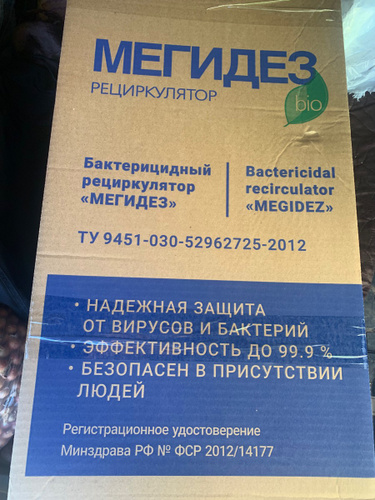 МЕГИДЕЗ
РЕЦИРКУЛЯТОР
bio
Бактерицидный
рециркулятор
«МЕГИДЕЗ»
Bactericidal
recirculator
«MEGIDEZ»
ТУ 9451-030-52962725-2012
• НАДЕЖНАЯ ЗАЩИТА
ОТ ВИРУСОВ И БАКТЕРИЙ
• ЭФФЕКТИВНОСТЬ ДО 99.9 %
• БЕЗОПАСЕН В ПРИСУТСТВИИ
ЛЮДЕЙ
Регистрационное удостоверение
Минздрава РФ № ФСР 2012/14177